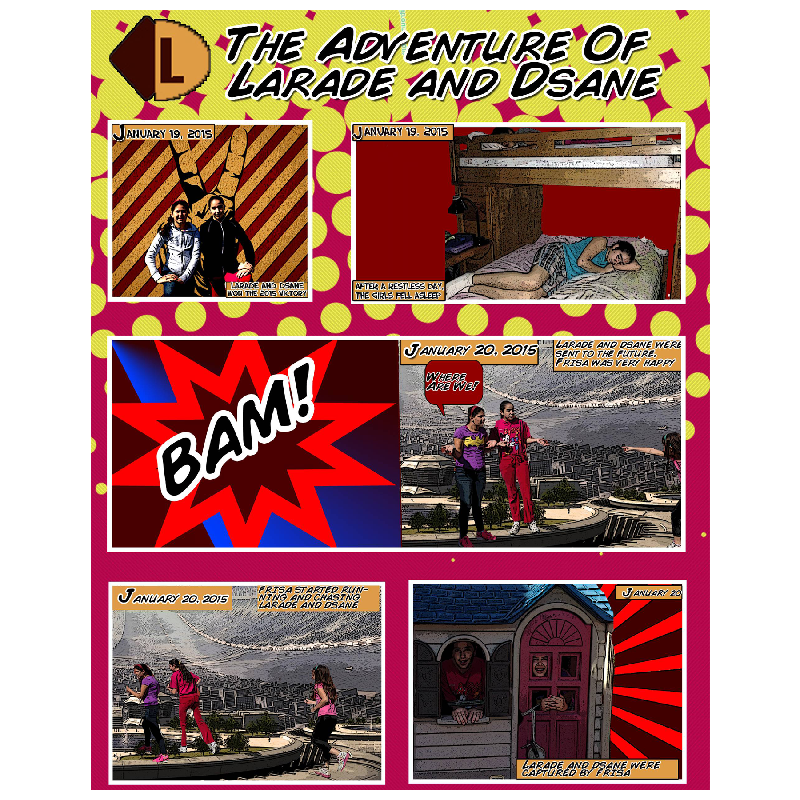 L
THE ADVENTURE OF
LARADE AND DSANE
JANUARY 19, 2015
LARADE AND DSANE
WON THE 2015 VIKTORY
JANUARY 19, 2015
AFTER A RESTLESS DAY,
THE GIRLS FELL ASLEEP.
BAM!
JANUARY 20, 2015
LARADE AND DSANE WERE
SENT TO THE FUTURE.
FRISA WAS VERY HAPPY
WHERE
ARE WE!
JANUARY 20, 2015
FRISA STARTED RUN-
NING AND CHASING
LARADE AND DSANE
JANUARY 20
LARADE AND DSANE WERE
CAPTURED BY FRISA